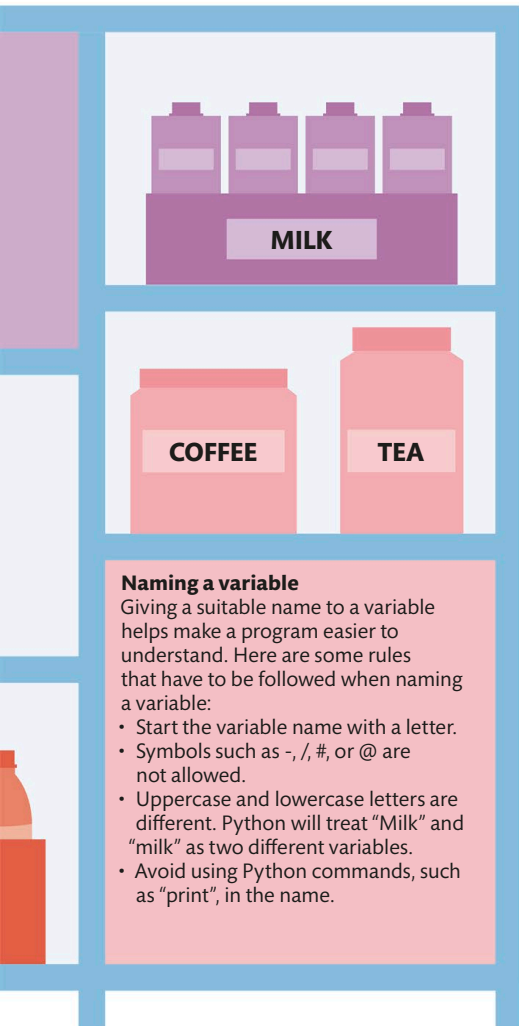 MILK
COFFEE
TEA
Naming a variable
Giving a suitable name to a variable
helps make a program easier to
understand. Here are some rules
that have to be followed when naming
a variable:
• Start the variable name with a letter.
• Symbols such as -, /, #, or @ are
not allowed.
• Uppercase and lowercase letters are
different. Python will treat “Milk” and
“milk” as two different variables.
• Avoid using Python commands, such
as “print”, in the name.